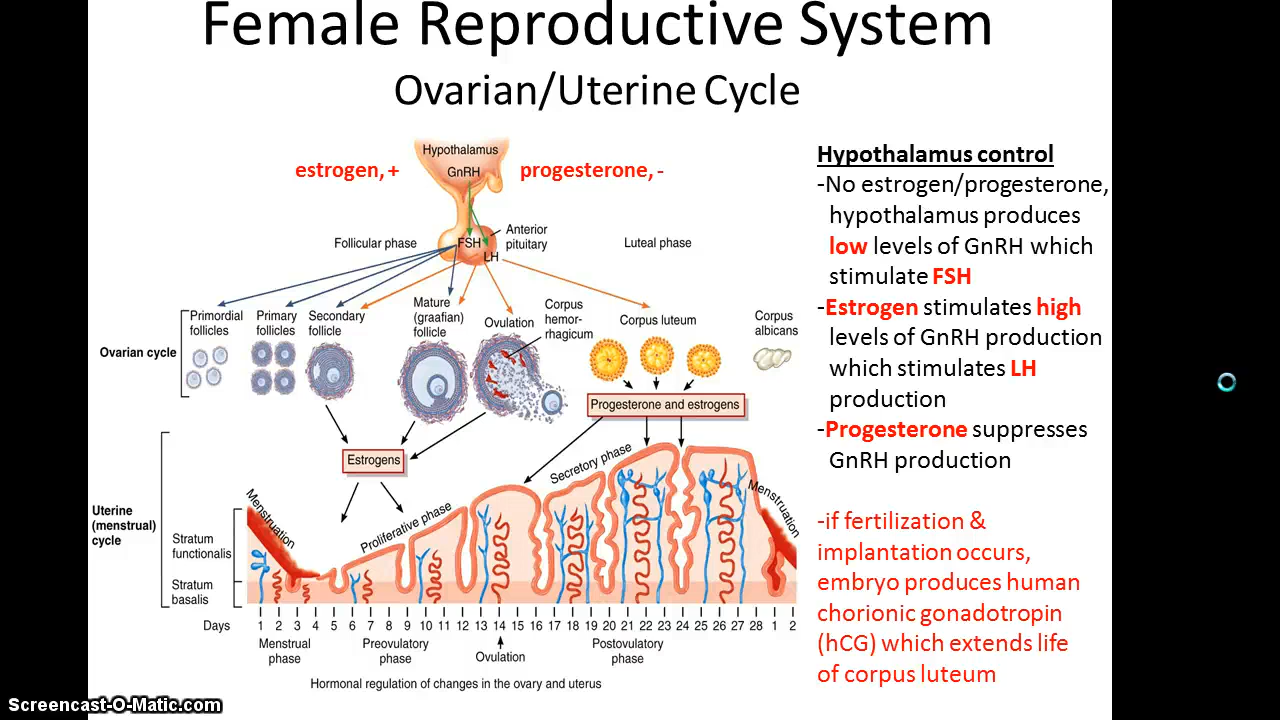 Female Reproductive System
Ovarian/Uterine Cycle
Hypothalamus
GnRH
estrogen, +
progesterone, -
Follicular phase
FSH
LH
Anterior
pituitary
Luteal phase
Ovarian cycle
Primordial
follicles
Primary
follicles
Secondary
follicle
Mature
(graafian)
follicle
Ovulation
Corpus
hemor-
rhagicum
Corpus luteum
Corpus
albicans
Progesterone and estrogens
Estrogens
Uterine
(menstrual)
cycle
Stratum
functionalis
Stratum
basalis
Menstruation
Proliferative phase
Secretory phase
Menstruation
Days 1 2 3 4 5 6 7 8 9 10 11 12 13 14 15 16 17 18 19 20 21 22 23 24 25 26 27 28 1 2
Menstrual
phase
Preovulatory
phase
Ovulation
Postovulatory
phase
Hormonal regulation of changes in the ovary and uterus
Hypothalamus control
-No estrogen/progesterone,
hypothalamus produces
low levels of GnRH which
stimulate FSH
-Estrogen stimulates high
levels of GnRH production
which stimulates LH
production
-Progesterone suppresses
GnRH production
-if fertilization &
implantation occurs,
embryo produces human
chorionic gonadotropin
(hCG) which extends life
of corpus luteum
Screencast-O-Matic.com